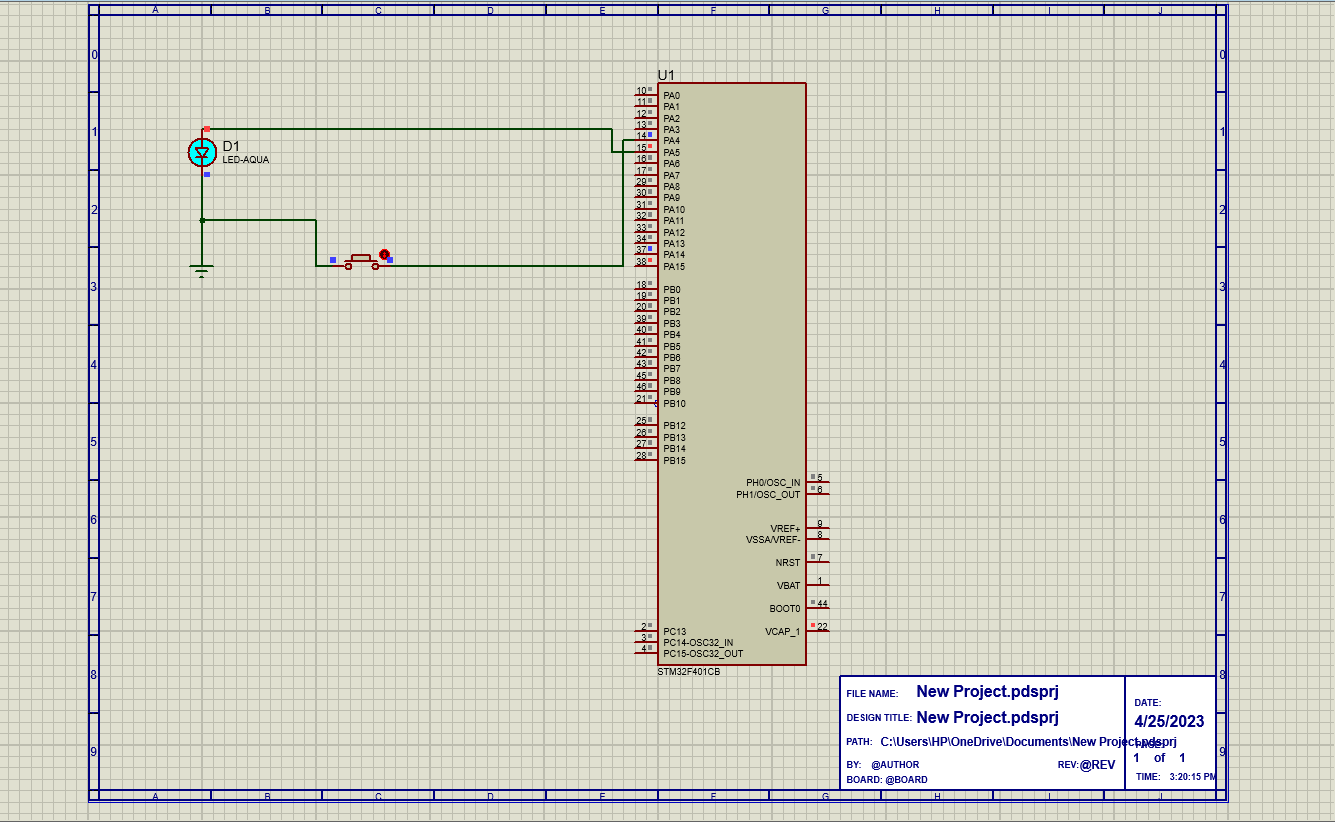 A B C D E F G H I J
0 0
U1
10 PA0
11 PA1
12 PA2
13 PA3
1 1
14 PA4
15 PA5
D1
LED-AQUA
16 PA6
17 PA7
29 PA8
30 PA9
31 PA10
2 2
32 PA11
33 PA12
34 PA13
37 PA14
38 PA15
3 3
18 PB0
19 PB1
20 PB2
39 PB3
40 PB4
41 PB5
42 PB6
4 4
43 PB7
45 PB8
46 PB9
21 PB10
25 PB12
26 PB13
5 5
27 PB14
28 PB15
PH0/OSC_IN 5
PH1/OSC_OUT 6
6 6
VREF+ 9
VSSA/VREF- 8
NRST 7
VBAT 1
7 7
BOOT0 44
2 PC13 VCAP_1 22
3 PC14-OSC32_IN
4 PC15-OSC32_OUT
STM32F401CB
8 8
FILE NAME: New Project.pdsprj
DATE:
DESIGN TITLE: New Project.pdsprj
4/25/2023
PATH: C:\Users\HP\OneDrive\Documents\New Project.pdsprj
PAGE:
9 9
BY: @AUTHOR REV:@REV
1 of 1
BOARD: @BOARD
TIME: 3:20:15 PM
A B C D E F G H I J